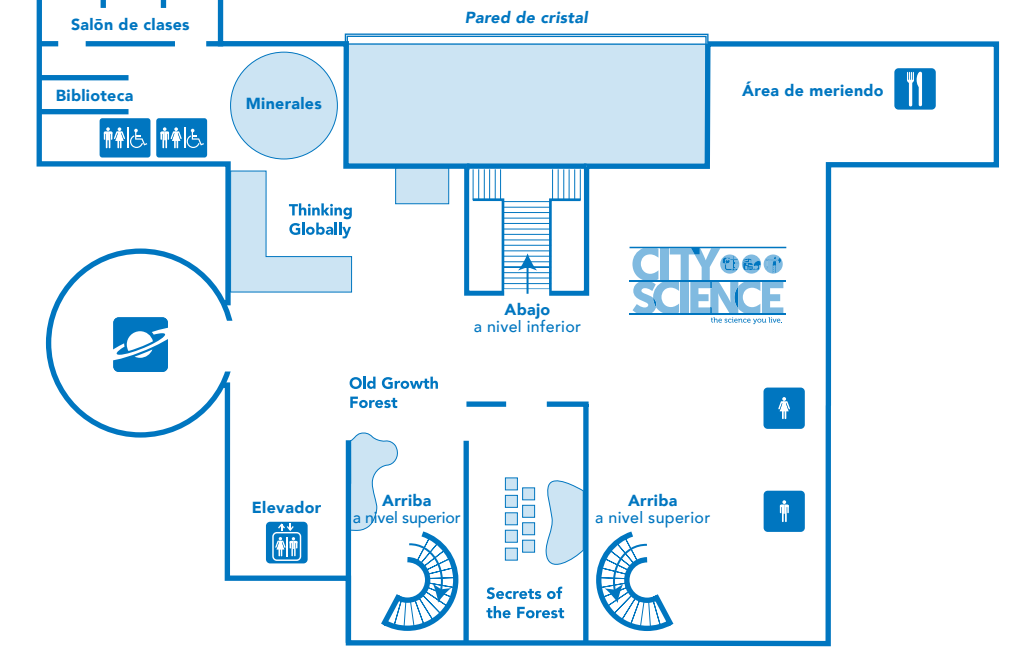 Pared de cristal
Salōn de clases
Minerales
Área de meriendo
Biblioteca
Thinking
Globally
CITY
SCIENCE
the science you live.
Abajo
a nivel inferior
Old Growth
Forest
Elevador
Arriba
a nivel superior
Arriba
a nivel superior
Secrets of
the Forest